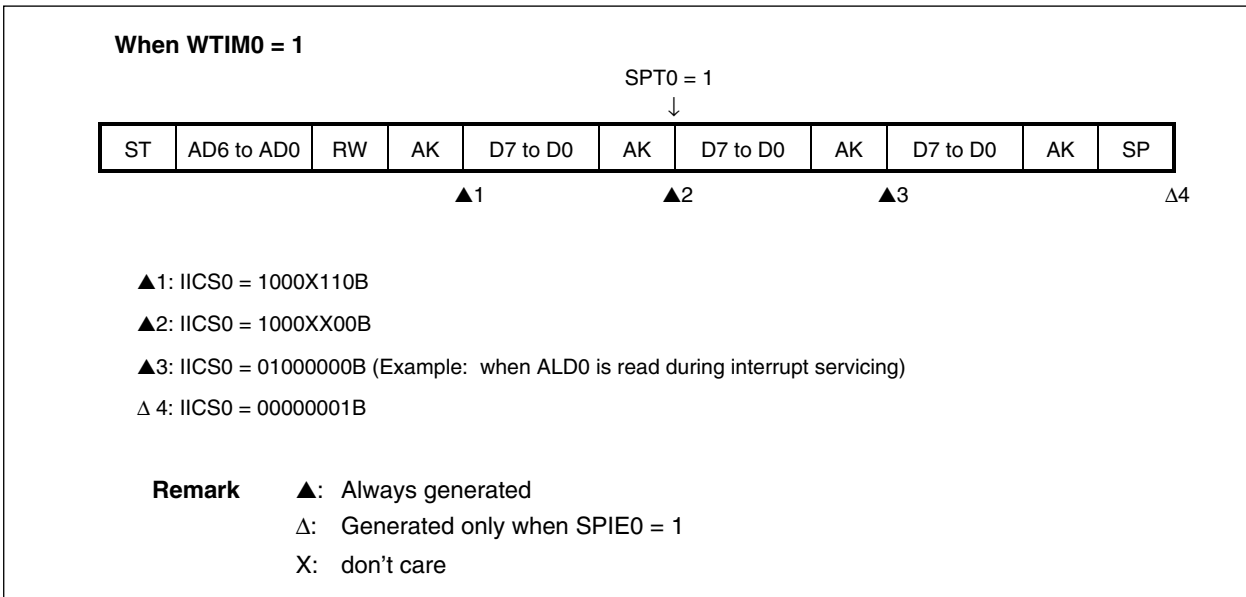 When WTIM0 = 1
SPT0 = 1
↓
ST AD6 to AD0 RW AK D7 to D0 AK D7 to D0 AK D7 to D0 AK SP
▲1 ▲2 ▲3 Δ4
▲1: IICS0 = 1000X110B
▲2: IICS0 = 1000XX00B
▲3: IICS0 = 01000000B (Example: when ALD0 is read during interrupt servicing)
Δ 4: IICS0 = 00000001B
Remark ▲: Always generated
Δ: Generated only when SPIE0 = 1
X: don't care